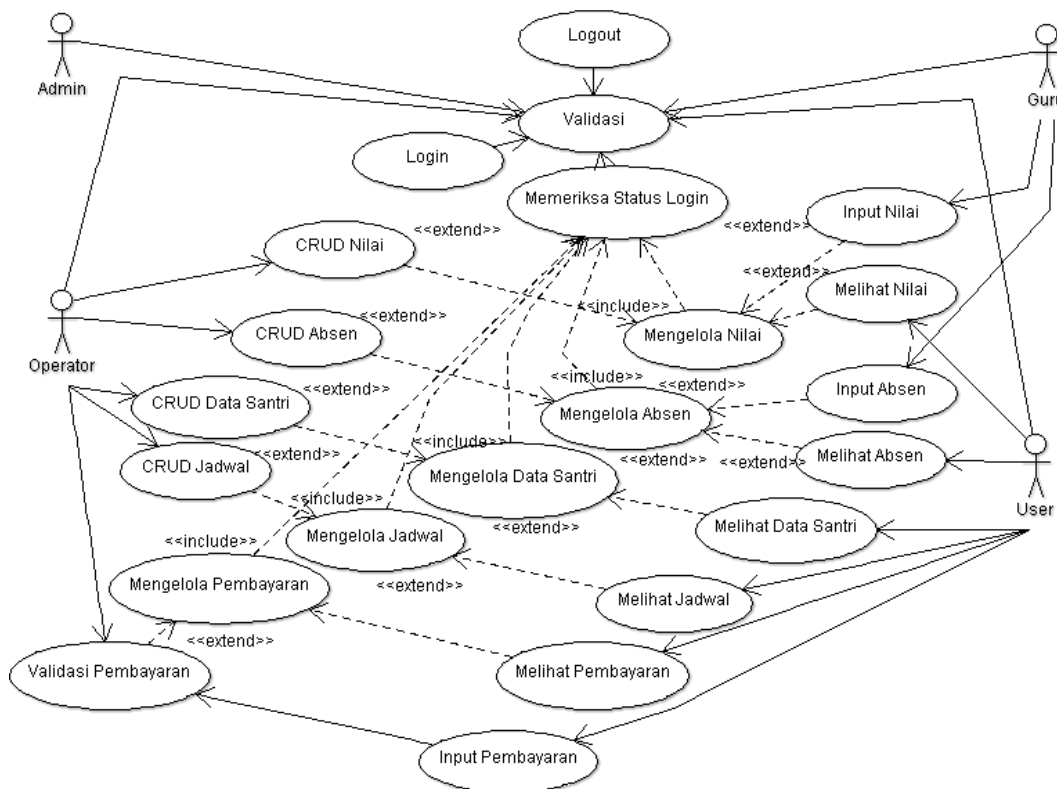 Logout
Admin
Guru
Validasi
Login
Memeriksa Status Login
Input Nilai
<<extend>>
<<extend>>
CRUD Nilai
<<extend>>
Melihat Nilai
<<extend>>
<<include>>
CRUD Absen
Mengelola Nilai
Operator
<<extend>>
<<include>>
<<extend>>
Input Absen
CRUD Data Santri
Mengelola Absen
<<include>>
Melihat Absen
<<extend>>
<<extend>>
<<extend>>
CRUD Jadwal
Mengelola Data Santri
<<include>>
User
<<extend>>
Melihat Data Santri
<<include>>
Mengelola Jadwal
Mengelola Pembayaran
<<extend>>
Melihat Jadwal
<<extend>>
Validasi Pembayaran
Melihat Pembayaran
Input Pembayaran